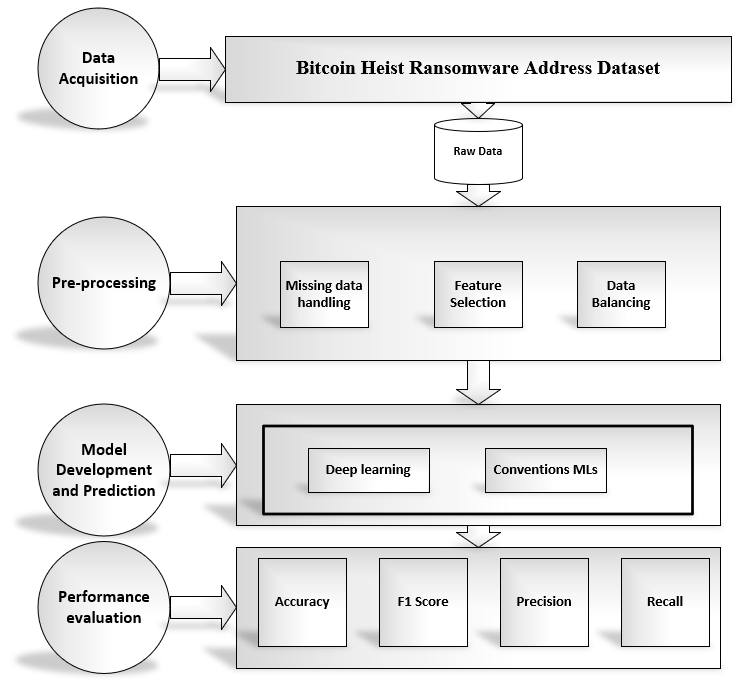 Data
Acquisition
Bitcoin Heist Ransomware Address Dataset
Raw Data
Pre-processing
Missing data
handling
Feature
Selection
Data
Balancing
Model
Development
and Prediction
Deep learning
Conventions MLs
Performance
evaluation
Accuracy
F1 Score
Precision
Recall